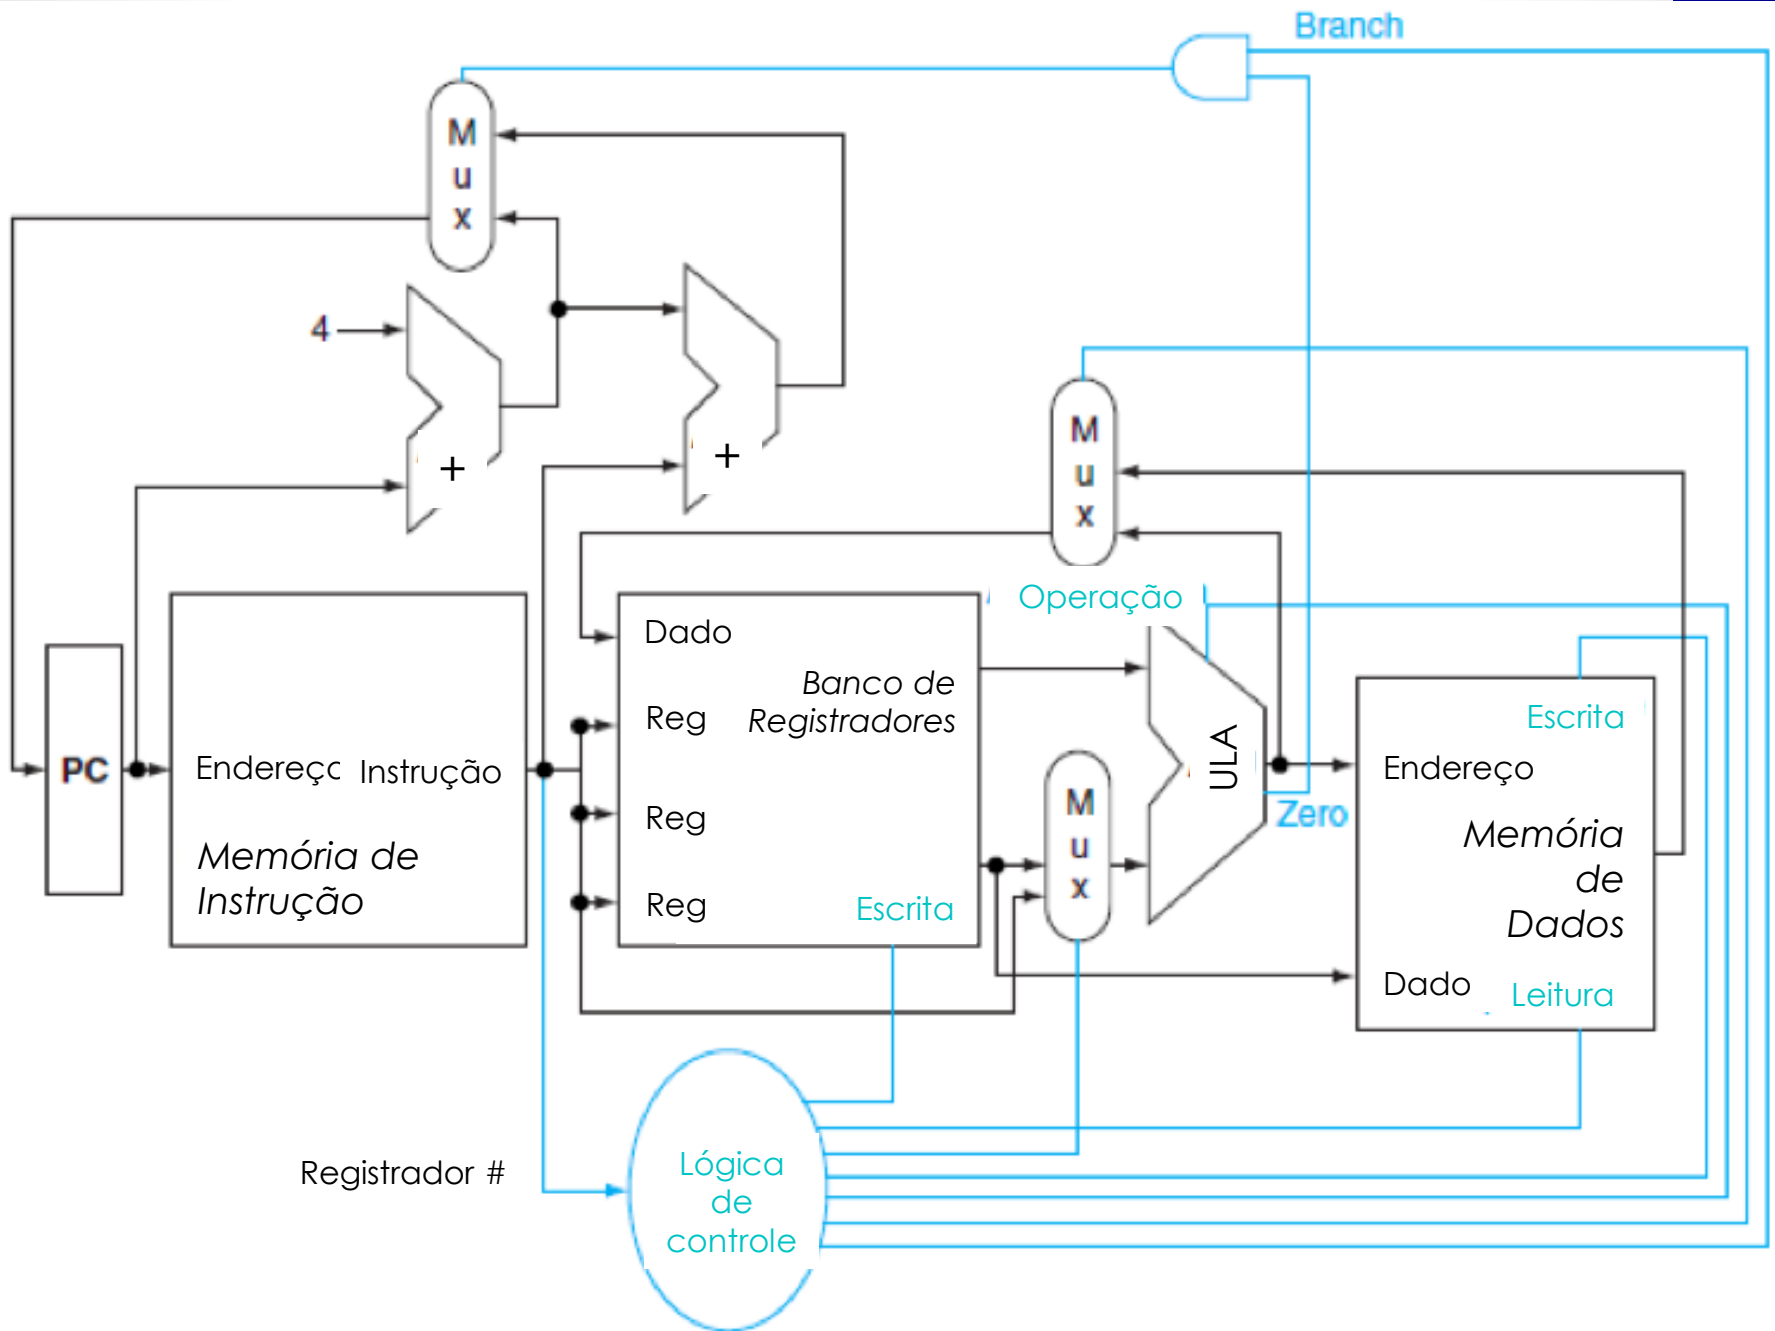 Branch
M
u
x
4
+
+
M
u
x
Operação
Dado
Banco de
Registradores
Reg
Reg
Reg
Escrita
PC
Endereço
Instrução
Memória de
Instrução
M
u
x
ULA
Zero
Escrita
Endereço
Memória
de
Dados
Dado
Leitura
Registrador #
Lógica
de
controle